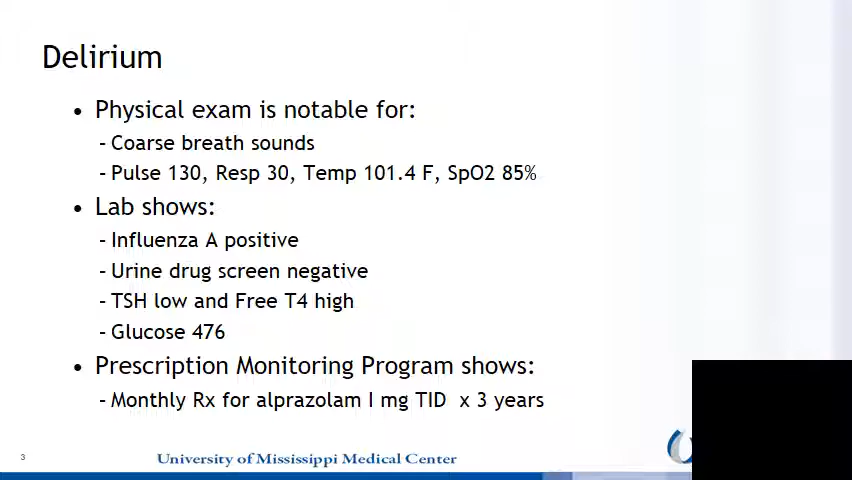 Delirium
• Physical exam is notable for:
- Coarse breath sounds
- Pulse 130, Resp 30, Temp 101.4 F, SpO2 85%
• Lab shows:
- Influenza A positive
- Urine drug screen negative
- TSH low and Free T4 high
- Glucose 476
• Prescription Monitoring Program shows:
- Monthly Rx for alprazolam I mg TID x 3 years
3
University of Mississippi Medical Center